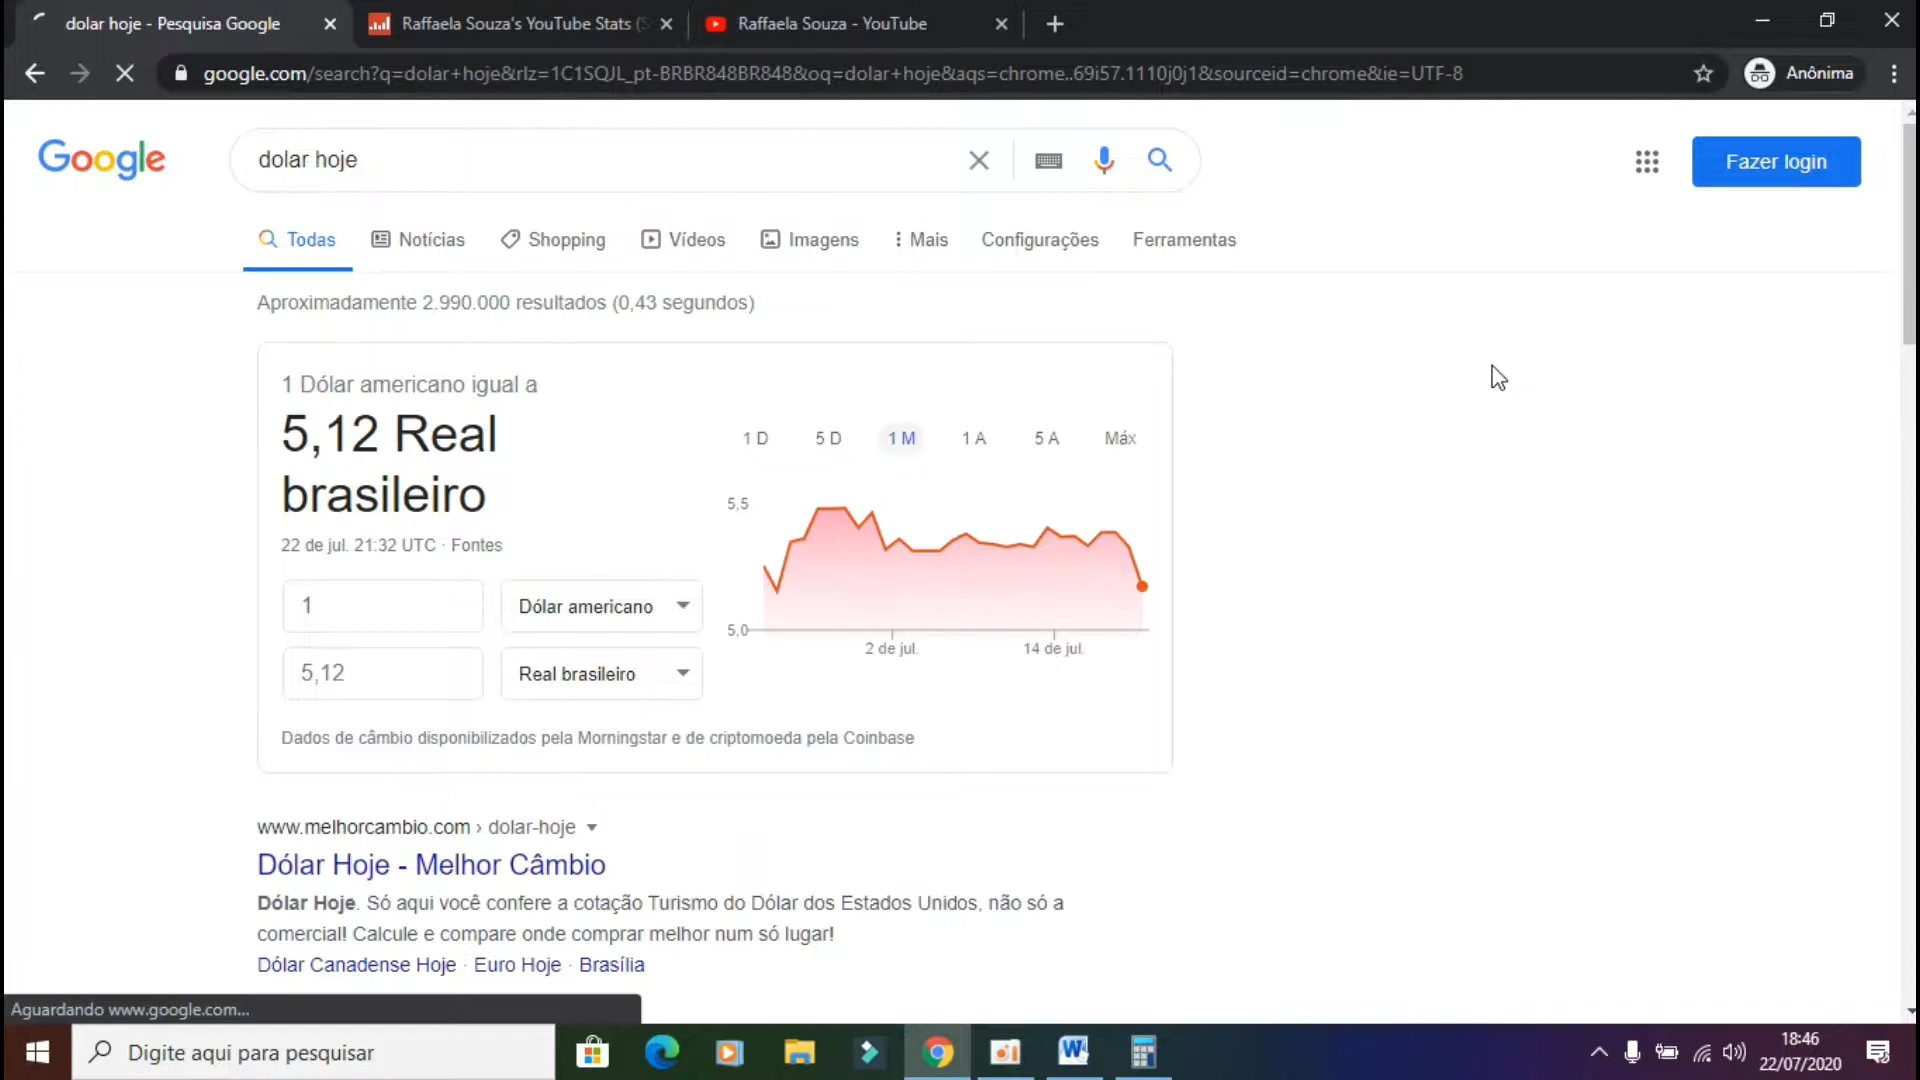 dolar hoje - Pesquisa Google
Raffaela Souza's YouTube Stats (S
Raffaela Souza - YouTube
google.com/search?q=dolar+hoje&rlz=1C1SQJL_pt-BRBR848BR848&oq=dolar+hoje&aqs=chrome..69i57.1110j0j1&sourceid=chrome&ie=UTF-8
Anônima
Google
dolar hoje
Fazer login
Todas
Notícias
Shopping
Vídeos
Imagens
Mais
Configurações
Ferramentas
Aproximadamente 2.990.000 resultados (0,43 segundos)
1 Dólar americano igual a
5,12 Real
brasileiro
22 de jul. 21:32 UTC · Fontes
1 D
5 D
1 M
1 A
5 A
Máx
5,5
5,0
2 de jul.
14 de jul.
1
Dólar americano
5,12
Real brasileiro
Dados de câmbio disponibilizados pela Morningstar e de criptomoeda pela Coinbase
www.melhorcambio.com › dolar-hoje
Dólar Hoje - Melhor Câmbio
Dólar Hoje. Só aqui você confere a cotação Turismo do Dólar dos Estados Unidos, não só a
comercial! Calcule e compare onde comprar melhor num só lugar!
Dólar Canadense Hoje · Euro Hoje · Brasília
Aguardando www.google.com...
Digite aqui para pesquisar
18:46
22/07/2020